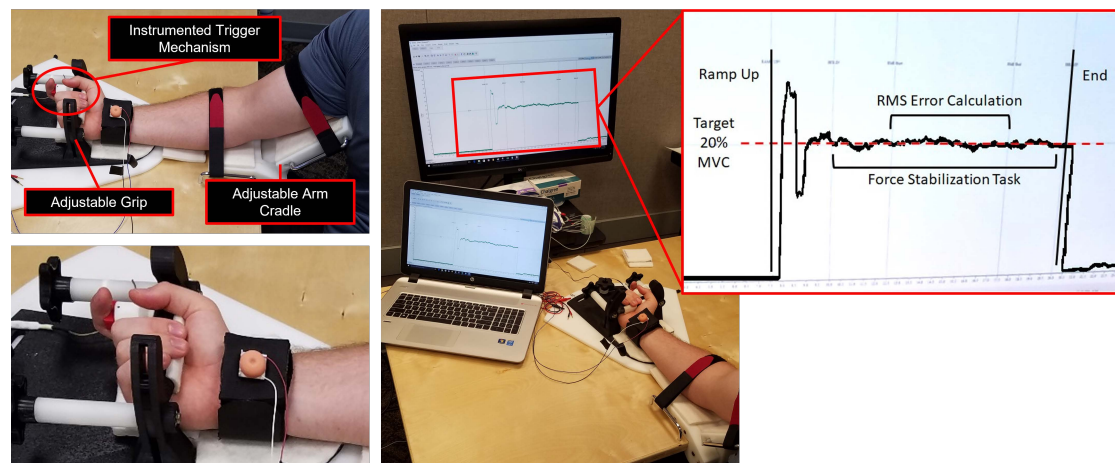 Instrumented Trigger
Mechanism
Adjustable Grip
Adjustable Arm
Cradle
Ramp Up
End
RMS Error Calculation
Target
20%
MVC
Force Stabilization Task